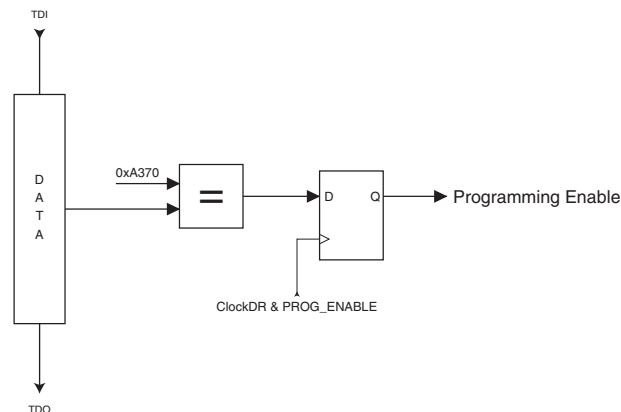 TDI
D
A
T
A
0xA370
=
D
Q
Programming Enable
ClockDR & PROG_ENABLE
TDO